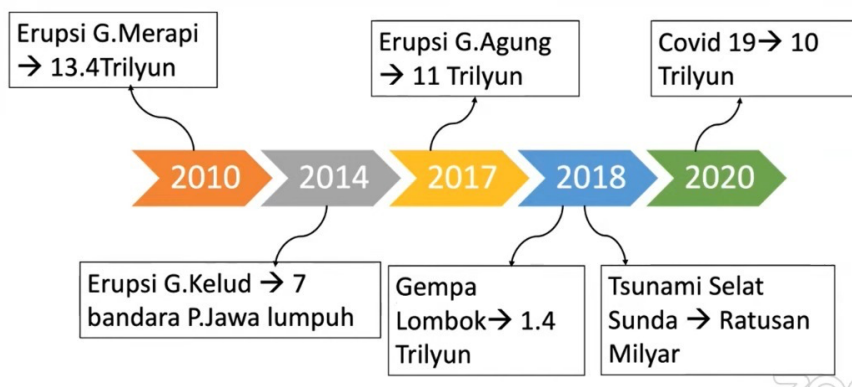 Erupsi G.Merapi
→ 13.4Trilyun
Erupsi G.Agung
→ 11 Trilyun
Covid 19→ 10
Trilyun
2010
2014
2017
2018
2020
Erupsi G.Kelud → 7
bandara P.Jawa lumpuh
Gempa
Lombok→ 1.4
Trilyun
Tsunami Selat
Sunda → Ratusan
Milyar